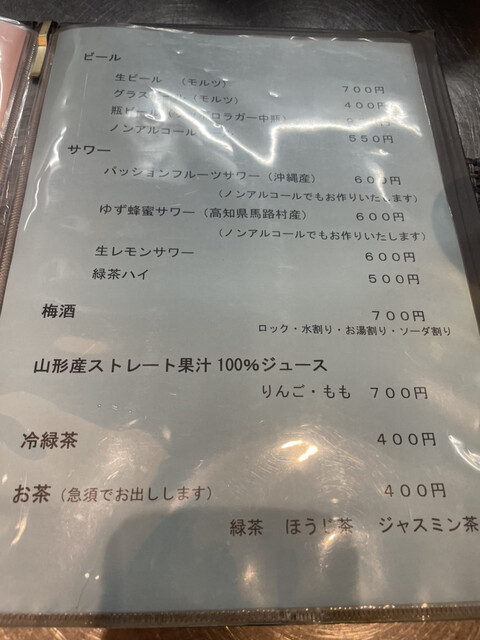 ビール
生ビール （モルツ） 700円
グラス （モルツ） 400円
瓶ビール ロラガー中瓶）
ノンアルコール 550円
サワー
パッションフルーツサワー（沖縄産） 600円
（ノンアルコールでもお作りいたします）
ゆず蜂蜜サワー（高知県馬路村産） 600円
（ノンアルコールでもお作りいたします）
生レモンサワー 600円
緑茶ハイ 500円
梅酒 700円
ロック・水割り・お湯割り・ソーダ割り
山形産ストレート果汁100％ジュース
りんご・もも 700円
冷緑茶 400円
お茶（急須でお出しします） 400円
緑茶 ほうじ茶 ジャスミン茶